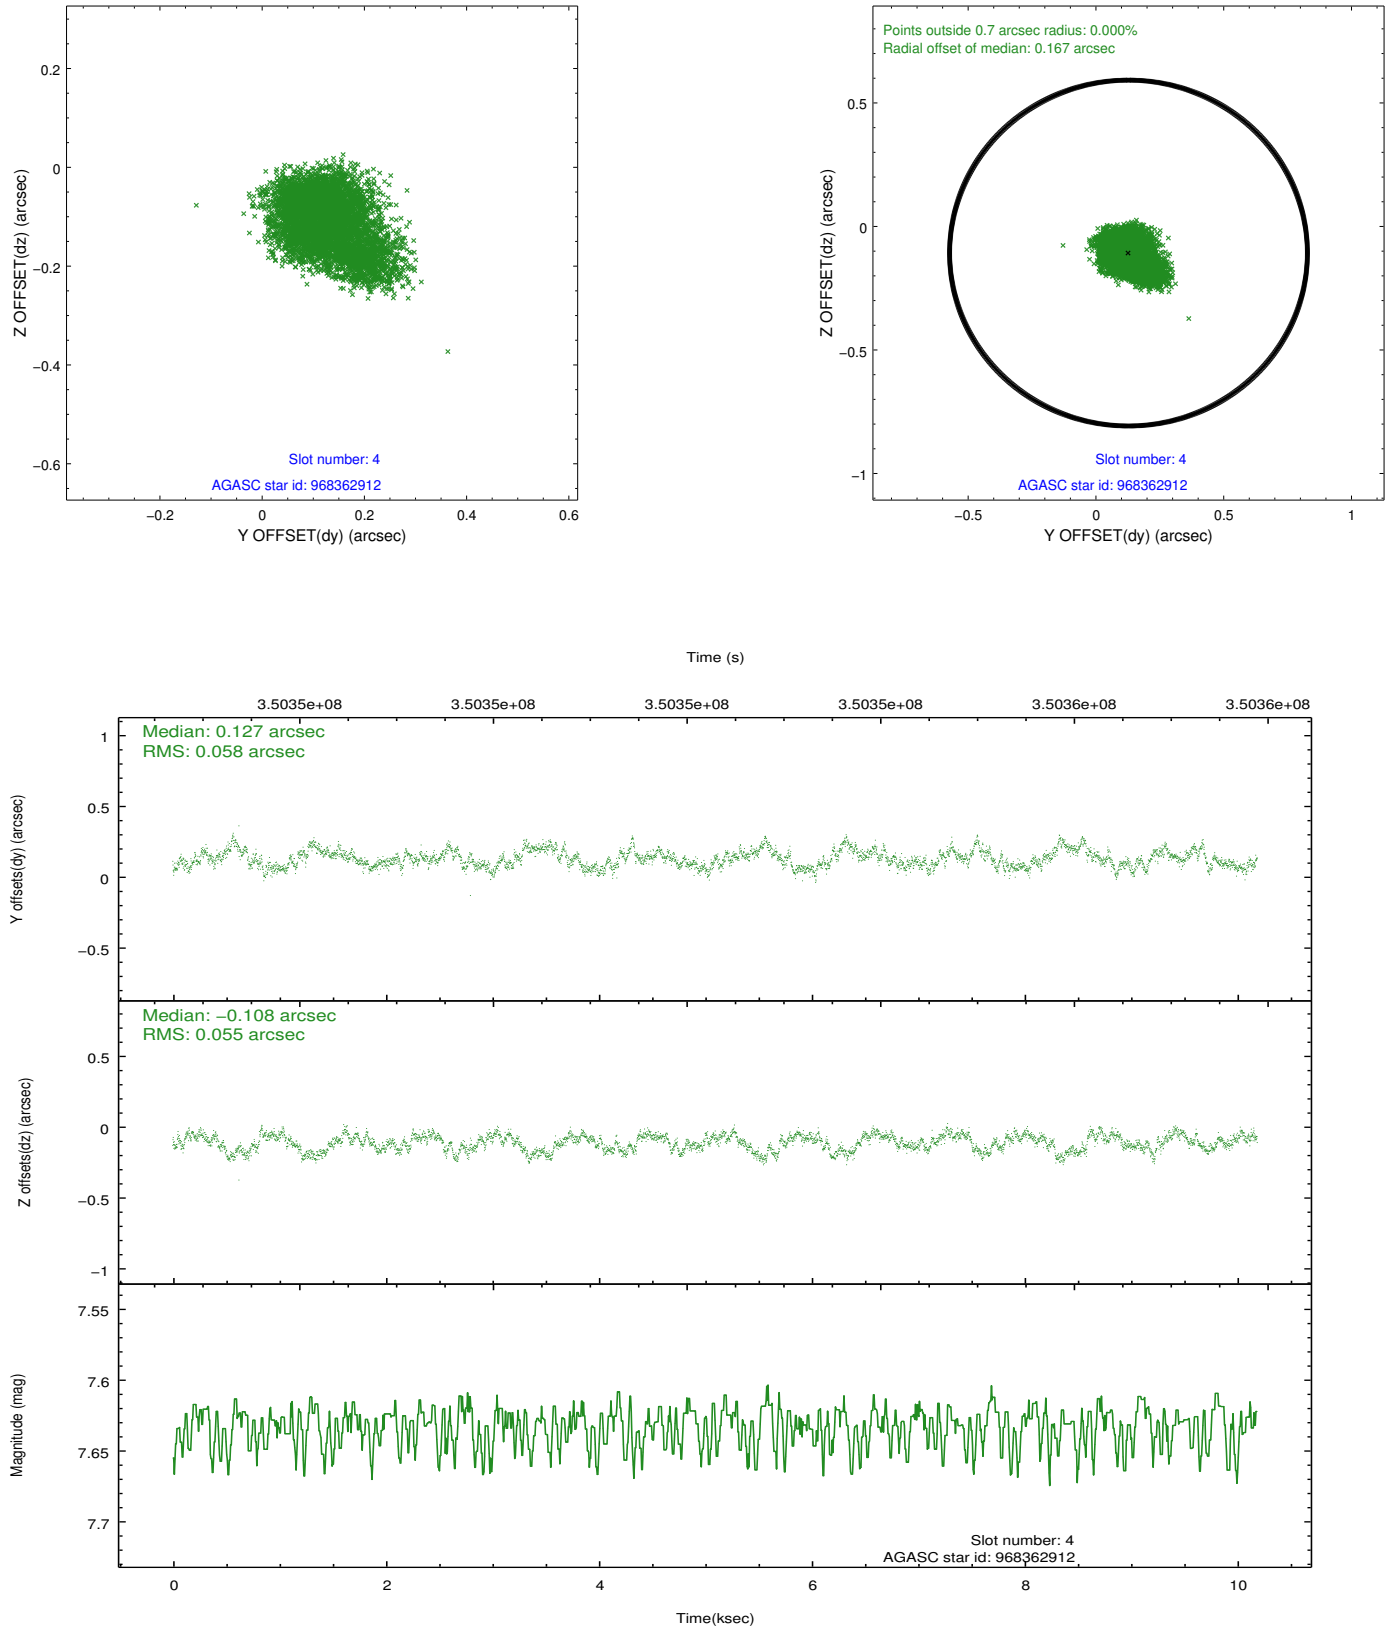 0.2
0
−0.2
−0.4
−0.6
Z OFFSET(dz) (arcsec)
Slot number: 4
AGASC star id: 968362912
−0.2 0 0.2 0.4 0.6
Y OFFSET(dy) (arcsec)
Points outside 0.7 arcsec radius: 0.000%
Radial offset of median: 0.167 arcsec
0.5
0
−0.5
−1
Z OFFSET(dz) (arcsec)
Slot number: 4
AGASC star id: 968362912
−0.5 0 0.5 1
Y OFFSET(dy) (arcsec)
Time (s)
3.5035e+08 3.5035e+08 3.5035e+08 3.5035e+08 3.5036e+08 3.5036e+08
Median: 0.127 arcsec
RMS: 0.058 arcsec
1
0.5
0
−0.5
Y offsets(dy) (arcsec)
Median: −0.108 arcsec
RMS: 0.055 arcsec
0.5
0
−0.5
−1
Z offsets(dz) (arcsec)
7.55
7.6
7.65
7.7
Magnitude (mag)
Slot number: 4
AGASC star id: 968362912
0 2 4 6 8 10
Time(ksec)